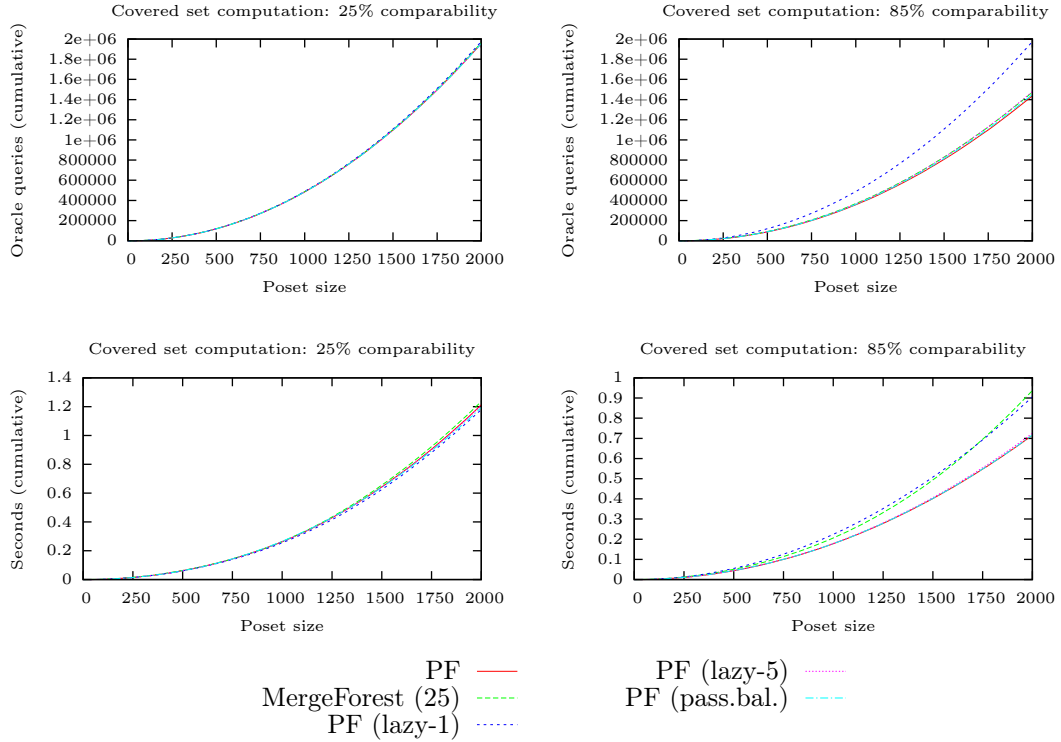 Covered set computation: 25% comparability
Oracle queries (cumulative)
2e+06
1.8e+06
1.6e+06
1.4e+06
1.2e+06
1e+06
800000
600000
400000
200000
0
0 250 500 750 1000 1250 1500 1750 2000
Poset size
Covered set computation: 85% comparability
Oracle queries (cumulative)
2e+06
1.8e+06
1.6e+06
1.4e+06
1.2e+06
1e+06
800000
600000
400000
200000
0
0 250 500 750 1000 1250 1500 1750 2000
Poset size
Covered set computation: 25% comparability
Seconds (cumulative)
1.4
1.2
1
0.8
0.6
0.4
0.2
0
0 250 500 750 1000 1250 1500 1750 2000
Poset size
Covered set computation: 85% comparability
Seconds (cumulative)
1
0.9
0.8
0.7
0.6
0.5
0.4
0.3
0.2
0.1
0
0 250 500 750 1000 1250 1500 1750 2000
Poset size
PF
MergeForest (25)
PF (lazy-1)
PF (lazy-5)
PF (pass.bal.)